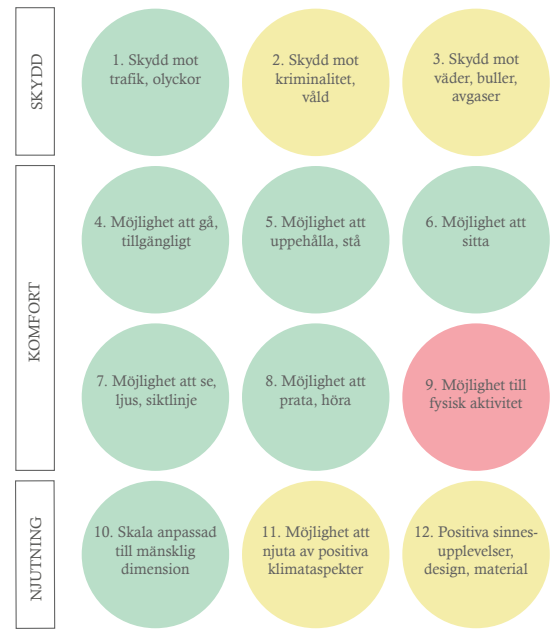 SKYDD
1. Skydd mot
trafik, olyckor
2. Skydd mot
kriminalitet,
våld
3. Skydd mot
väder, buller,
avgaser
KOMFORT
4. Möjlighet att gå,
tillgängligt
5. Möjlighet att
uppehålla, stå
6. Möjlighet att
sitta
7. Möjlighet att se,
ljus, siktlinje
8. Möjlighet att
prata, höra
9. Möjlighet till
fysisk aktivitet
NJUTNING
10. Skala anpassad
till mänsklig
dimension
11. Möjlighet att
njuta av positiva
klimataspekter
12. Positiva sinnes-
upplevelser,
design, material